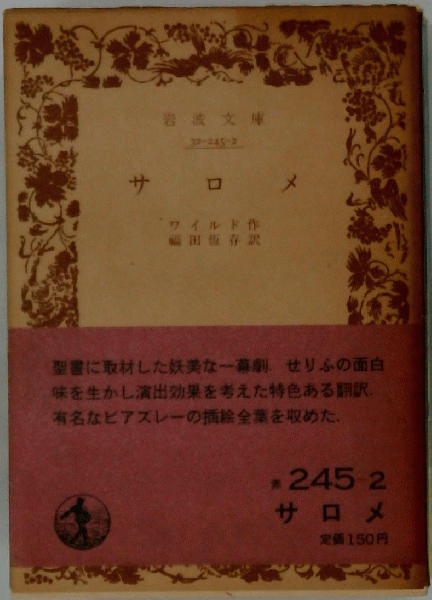 岩波文庫
32-245-2
サロメ
ワイルド作
福田恆存訳
聖書に取材した妖美な一幕劇．せりふの面白
味を生かし演出効果を考えた特色ある翻訳．
有名なビアズレーの挿絵全葉を収めた．
赤 245-2
サロメ
定価150円